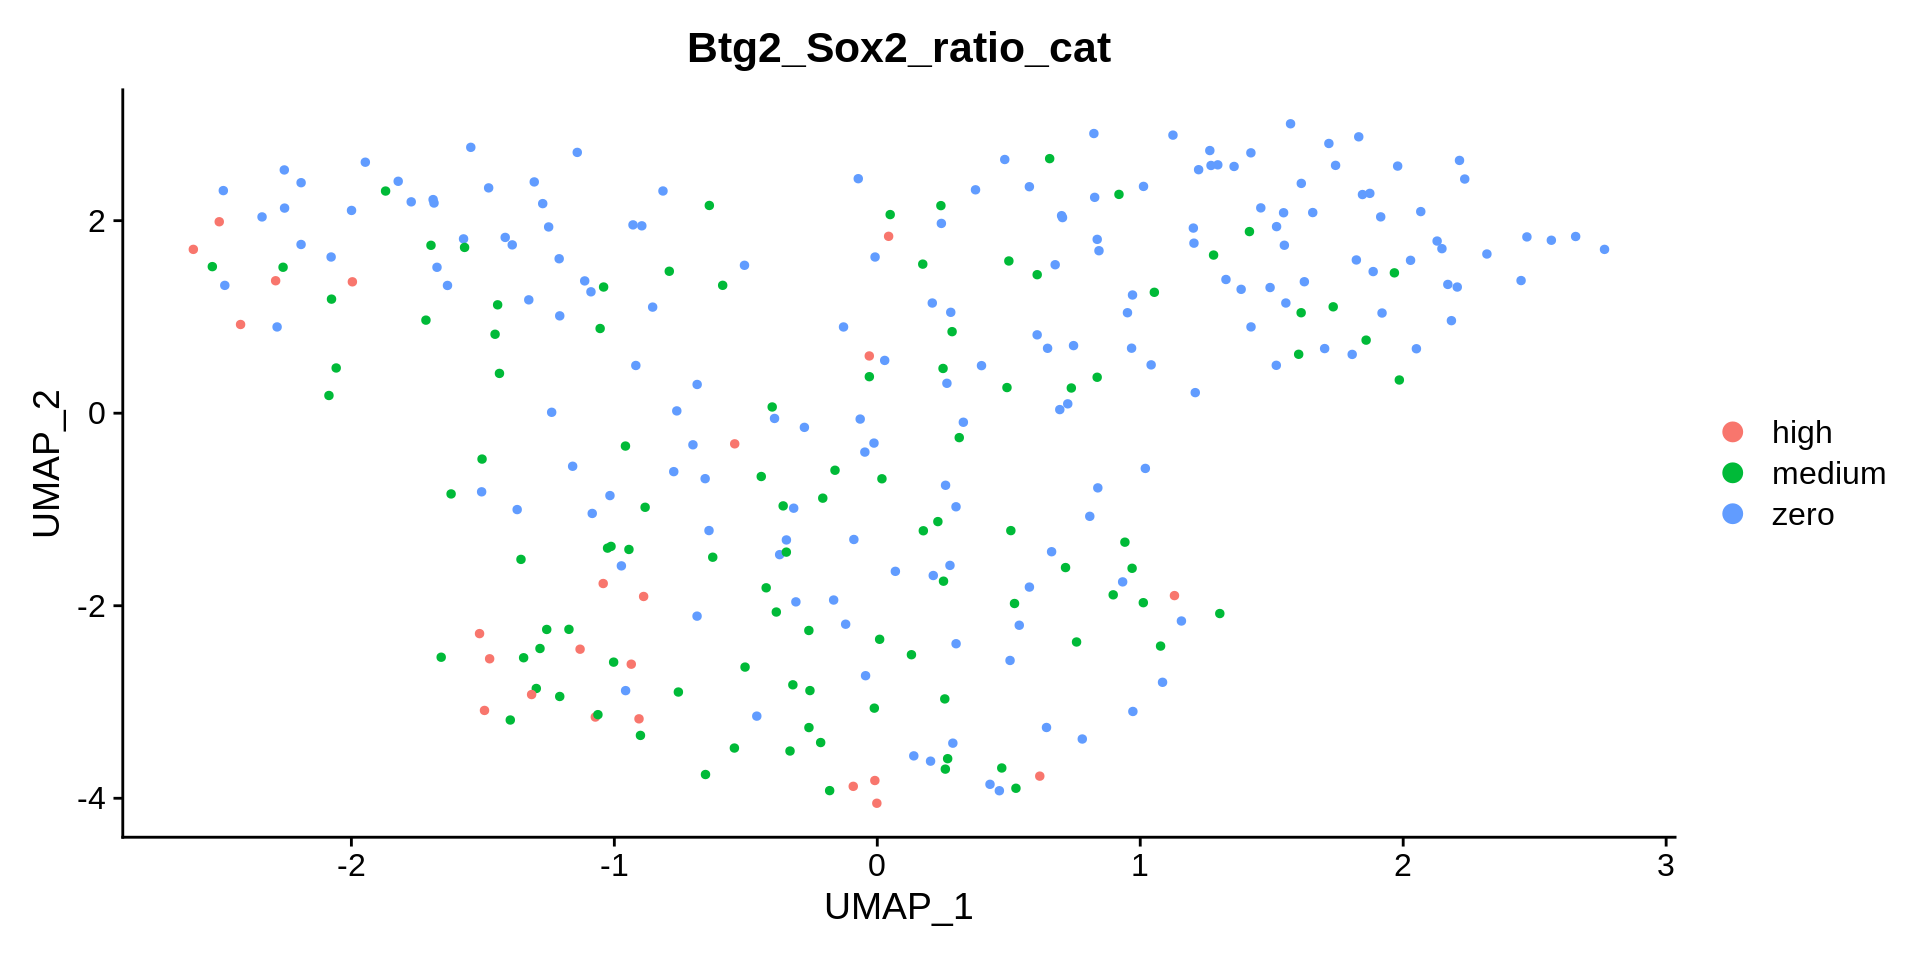 Btg2_Sox2_ratio_cat
UMAP_2
2
0
-2
-4
-2
-1
0
1
2
3
UMAP_1
high
medium
zero